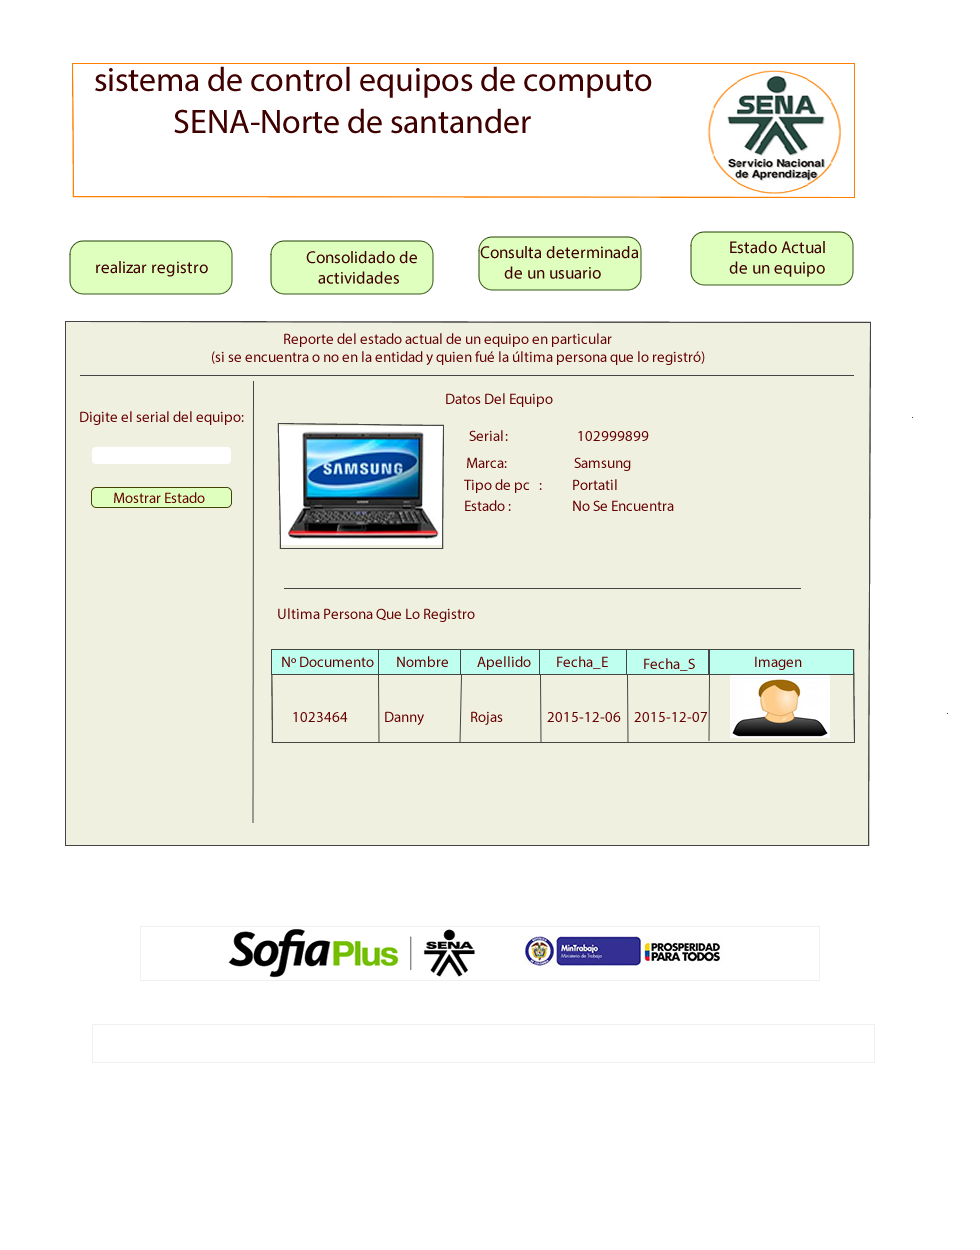 sistema de control equipos de computo
SENA-Norte de santander
SENA
Servicio Nacional
de Aprendizaje
realizar registro
Consolidado de
actividades
Consulta determinada
de un usuario
Estado Actual
de un equipo
Reporte del estado actual de un equipo en particular
(si se encuentra o no en la entidad y quien fué la última persona que lo registró)
Digite el serial del equipo:
Mostrar Estado
Datos Del Equipo
SAMSUNG
Serial: 102999899
Marca: Samsung
Tipo de pc : Portatil
Estado : No Se Encuentra
Ultima Persona Que Lo Registro
Nº Documento Nombre Apellido Fecha_E Fecha_S Imagen
1023464 Danny Rojas 2015-12-06 2015-12-07
Sofia Plus
SENA
MinTrabajo
Ministerio de Trabajo
PROSPERIDAD
PARA TODOS